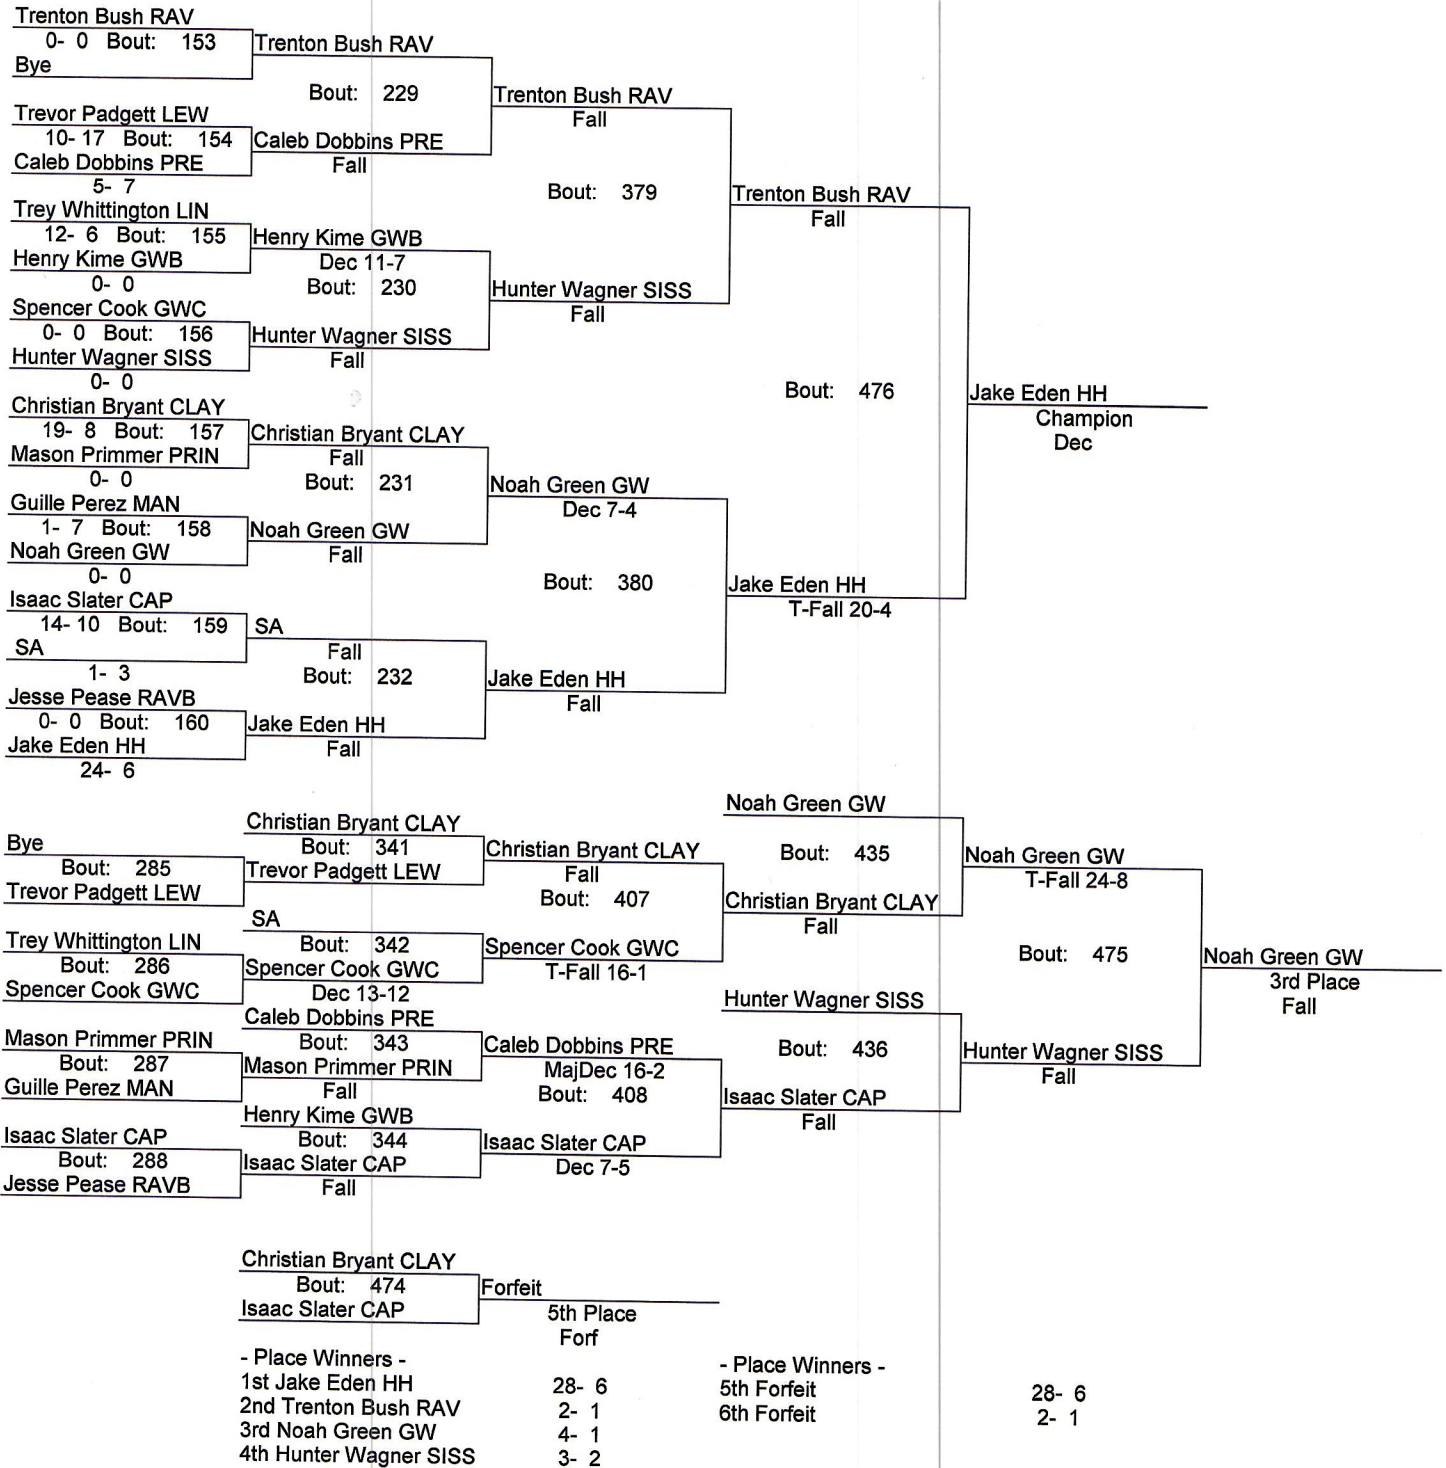 Trenton Bush RAV
0- 0 Bout: 153
Bye
Trenton Bush RAV
Bout: 229
Trevor Padgett LEW
10- 17 Bout: 154
Caleb Dobbins PRE
5- 7
Caleb Dobbins PRE
Fall
Trenton Bush RAV
Fall
Bout: 379
Trey Whittington LIN
12- 6 Bout: 155
Henry Kime GWB
0- 0
Henry Kime GWB
Dec 11-7
Bout: 230
Spencer Cook GWC
0- 0 Bout: 156
Hunter Wagner SISS
0- 0
Hunter Wagner SISS
Fall
Hunter Wagner SISS
Fall
Trenton Bush RAV
Fall
Bout: 476
Christian Bryant CLAY
19- 8 Bout: 157
Mason Primmer PRIN
0- 0
Christian Bryant CLAY
Fall
Bout: 231
Guille Perez MAN
1- 7 Bout: 158
Noah Green GW
0- 0
Noah Green GW
Fall
Noah Green GW
Dec 7-4
Bout: 380
Isaac Slater CAP
14- 10 Bout: 159
SA
1- 3
SA
Fall
Bout: 232
Jesse Pease RAVB
0- 0 Bout: 160
Jake Eden HH
24- 6
Jake Eden HH
Fall
Jake Eden HH
Fall
Jake Eden HH
T-Fall 20-4
Jake Eden HH
Champion
Dec
Bye
Bout: 285
Trevor Padgett LEW
Christian Bryant CLAY
Bout: 341
Trevor Padgett LEW
Christian Bryant CLAY
Fall
Bout: 407
Trey Whittington LIN
Bout: 286
Spencer Cook GWC
SA
Bout: 342
Spencer Cook GWC
Dec 13-12
Spencer Cook GWC
T-Fall 16-1
Noah Green GW
Bout: 435
Christian Bryant CLAY
Fall
Noah Green GW
T-Fall 24-8
Bout: 475
Mason Primmer PRIN
Bout: 287
Guille Perez MAN
Caleb Dobbins PRE
Bout: 343
Mason Primmer PRIN
Fall
Caleb Dobbins PRE
MajDec 16-2
Bout: 408
Isaac Slater CAP
Bout: 288
Jesse Pease RAVB
Henry Kime GWB
Bout: 344
Isaac Slater CAP
Fall
Isaac Slater CAP
Dec 7-5
Hunter Wagner SISS
Bout: 436
Isaac Slater CAP
Fall
Hunter Wagner SISS
Fall
Noah Green GW
3rd Place
Fall
Christian Bryant CLAY
Bout: 474
Isaac Slater CAP
Forfeit
5th Place
Forf
- Place Winners -
1st Jake Eden HH 28- 6
2nd Trenton Bush RAV 2- 1
3rd Noah Green GW 4- 1
4th Hunter Wagner SISS 3- 2
- Place Winners -
5th Forfeit 28- 6
6th Forfeit 2- 1